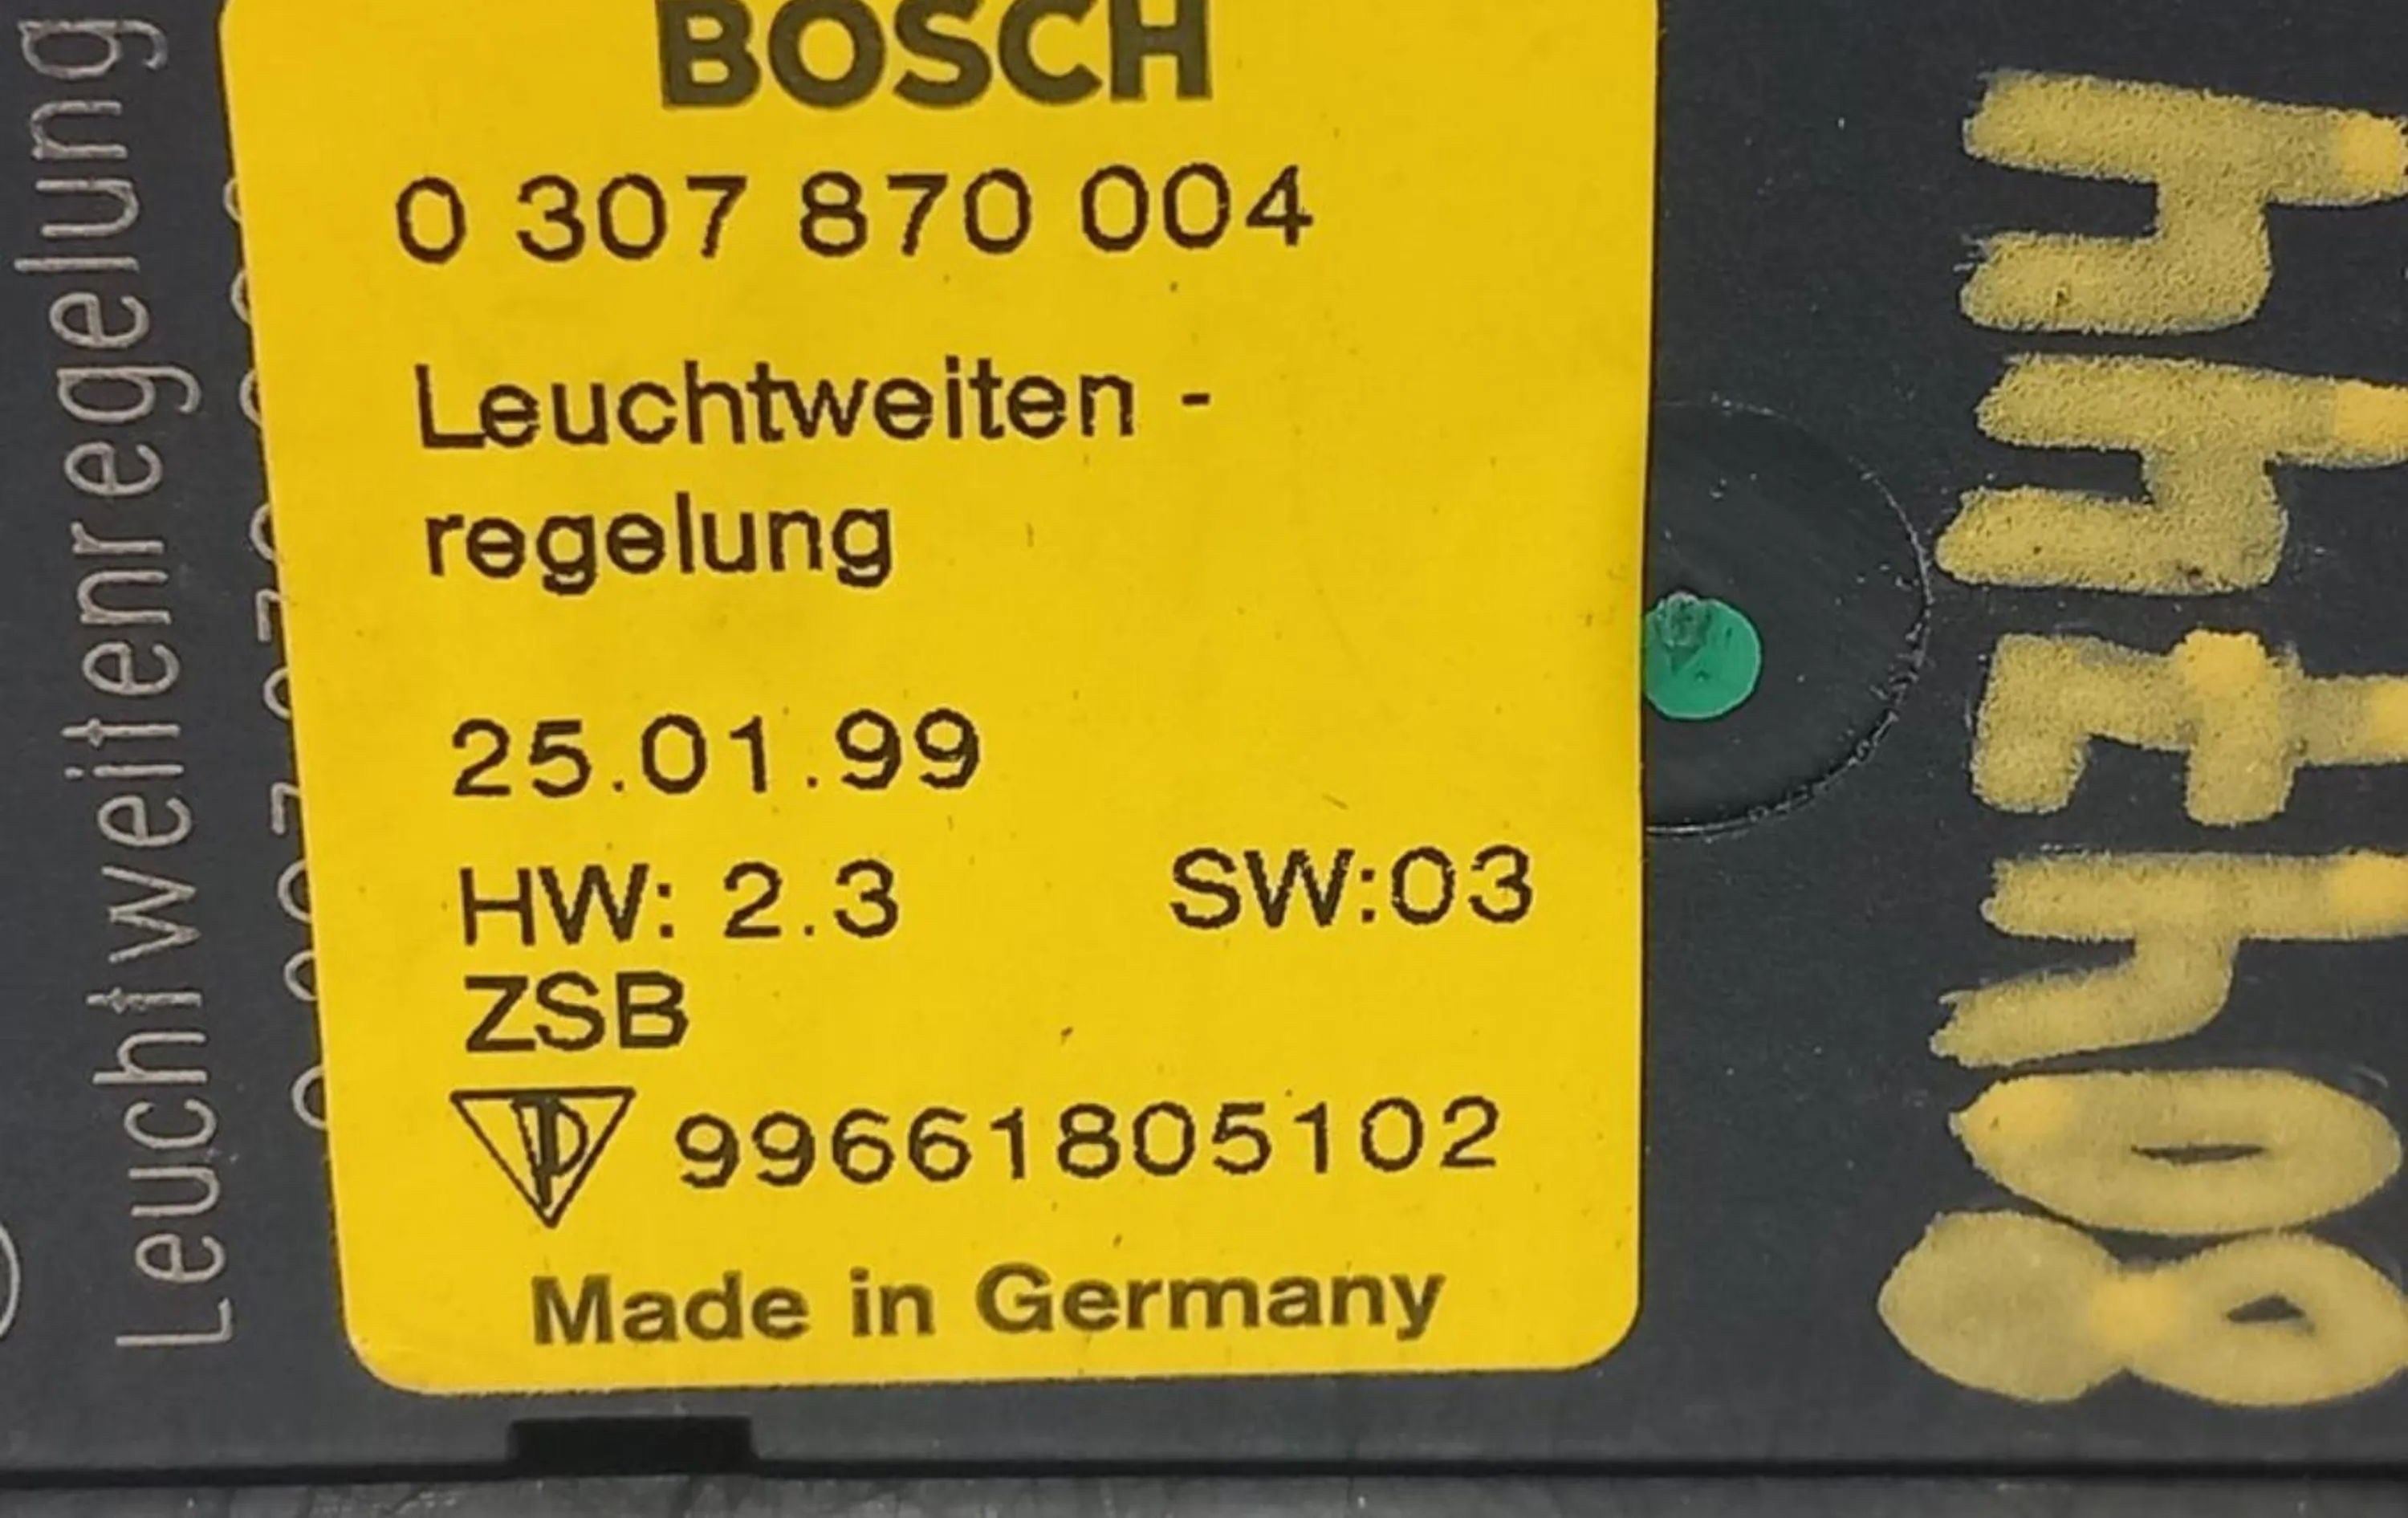 Leuchtweitenregelung
BOSCH
0 307 870 004
Leuchtweiten -
regelung
25.01.99
HW: 2.3 SW:03
ZSB
99661805102
Made in Germany
804744